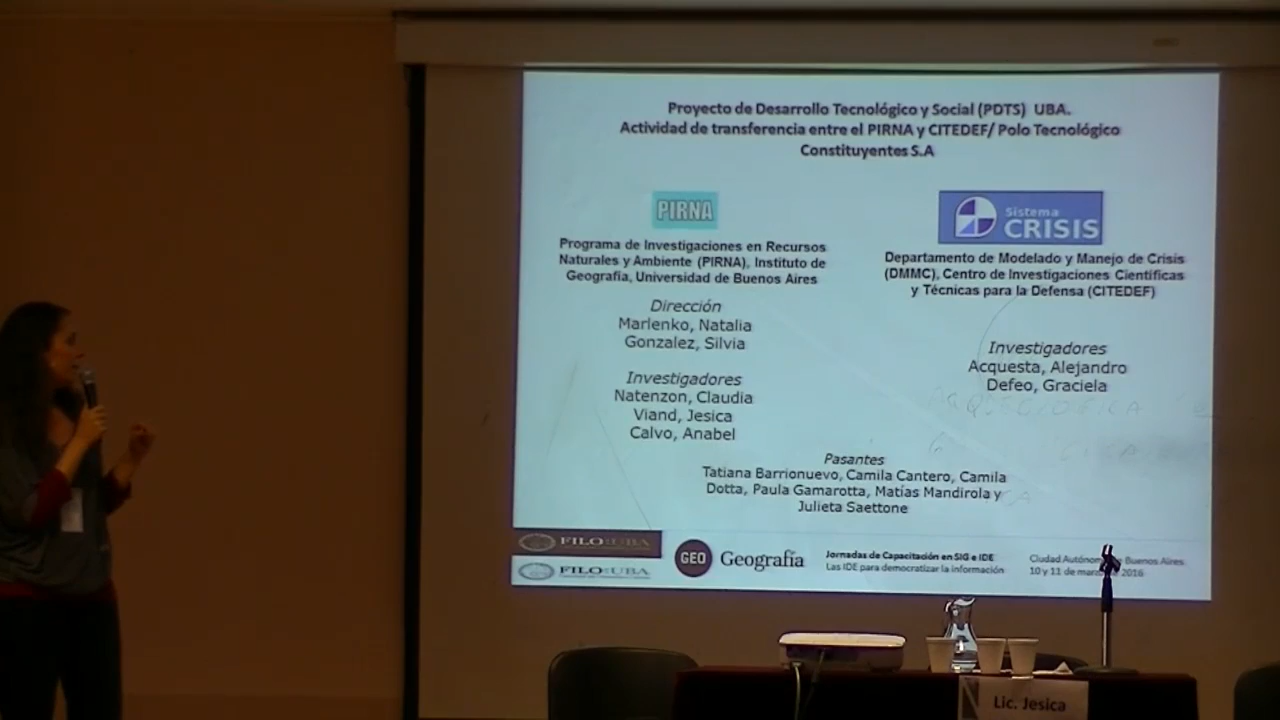 Proyecto de Desarrollo Tecnológico y Social (PDTS) UBA.
Actividad de transferencia entre el PIRNA y CITEDEF/ Polo Tecnológico
Constituyentes S.A
PIRNA
Programa de Investigaciones en Recursos
Naturales y Ambiente (PIRNA), Instituto de
Geografía, Universidad de Buenos Aires
Dirección
Marlenko, Natalia
Gonzalez, Silvia
Investigadores
Natenzon, Claudia
Viand, Jesica
Calvo, Anabel
Sistema
CRISIS
Departamento de Modelado y Manejo de Crisis
(DMMC), Centro de Investigaciones Científicas
y Técnicas para la Defensa (CITEDEF)
Investigadores
Acquesta, Alejandro
Defeo, Graciela
Pasantes
Tatiana Barrionuevo, Camila Cantero, Camila
Dotta, Paula Gamarotta, Matías Mandirola y
Julieta Saettone
FILO:UBA
FILO:UBA
GEO Geografía
Jornadas de Capacitación en SIG e IDE
Las IDE para democratizar la información
Ciudad Autónoma de Buenos Aires
10 y 11 de marzo 2016
Lic. Jesica